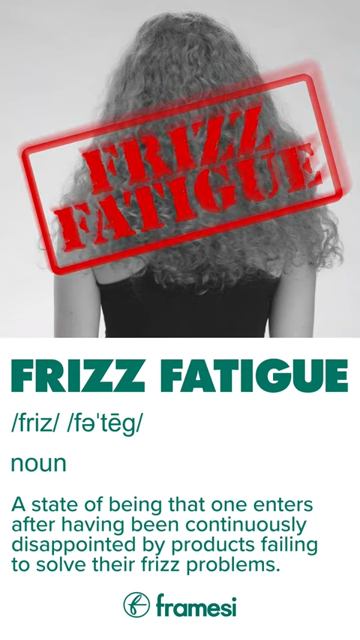 FRIZZ
FATIGUE
FRIZZ FATIGUE
/friz/ /fəˈtēg/
noun
A state of being that one enters
after having been continuously
disappointed by products failing
to solve their frizz problems.
framesi